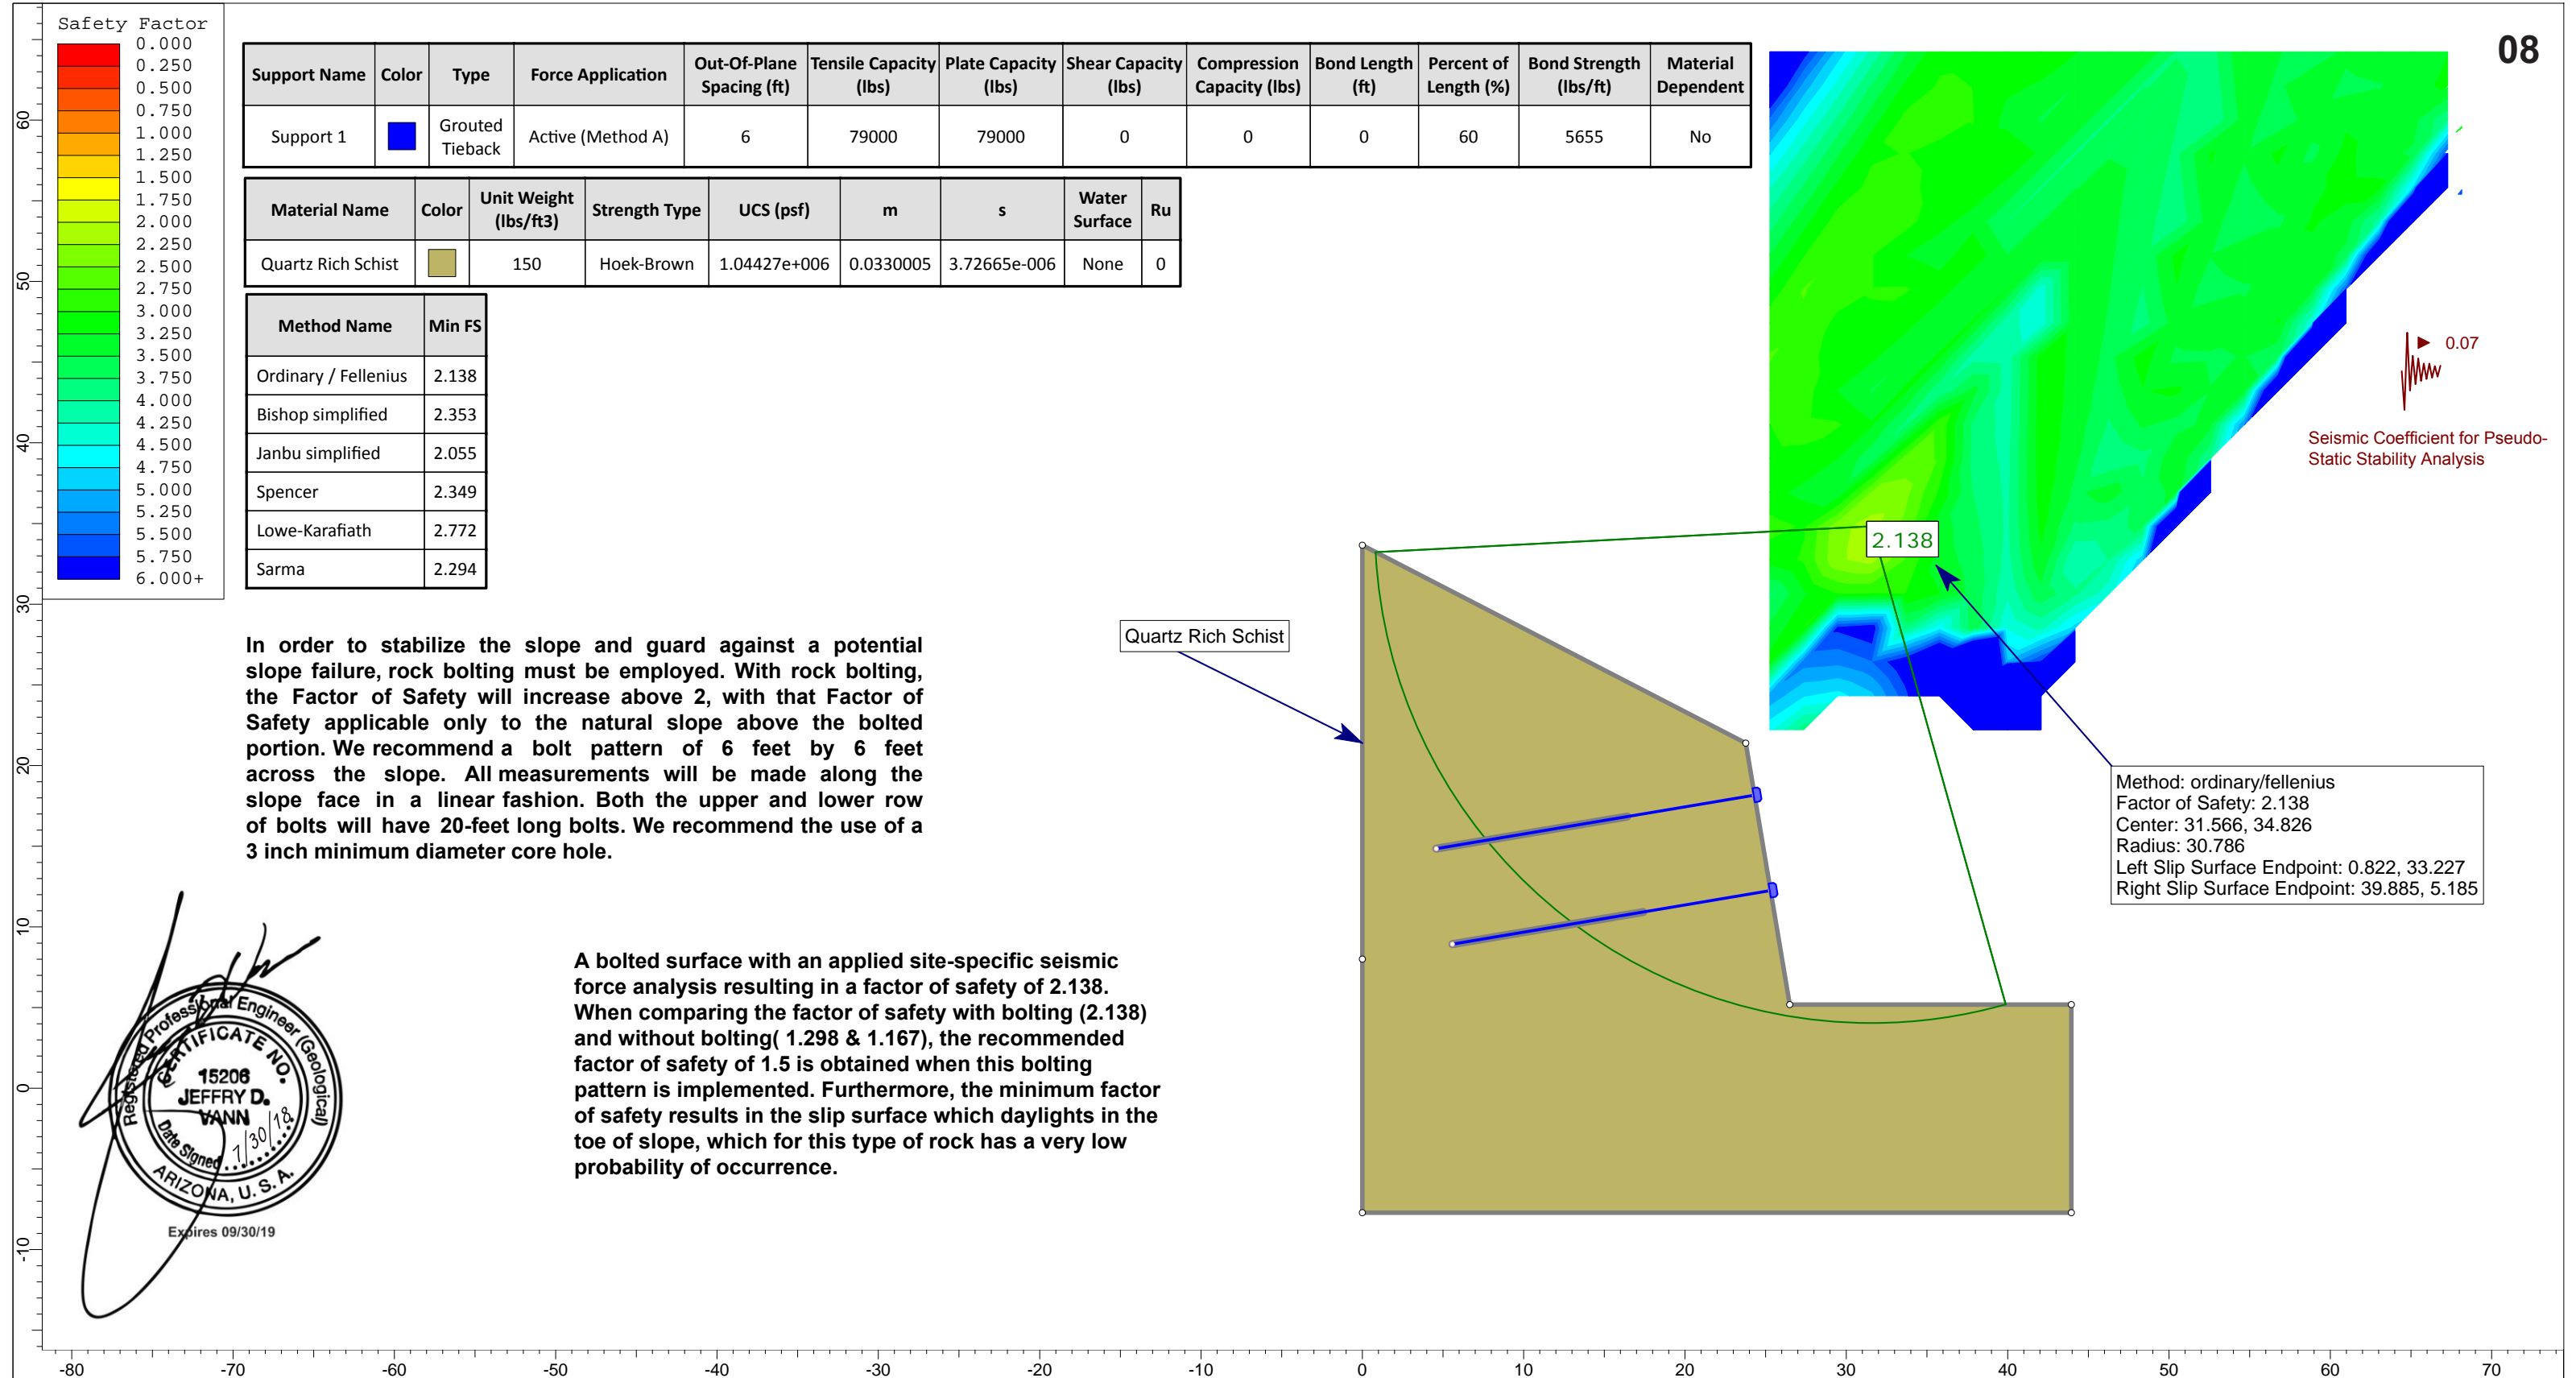 08
Safety Factor
0.000
0.250
0.500
0.750
1.000
1.250
1.500
1.750
2.000
2.250
2.500
2.750
3.000
3.250
3.500
3.750
4.000
4.250
4.500
4.750
5.000
5.250
5.500
5.750
6.000+
Support Name Color Type Force Application Out-Of-Plane Spacing (ft) Tensile Capacity (lbs) Plate Capacity (lbs) Shear Capacity (lbs) Compression Capacity (lbs) Bond Length (ft) Percent of Length (%) Bond Strength (lbs/ft) Material Dependent
Support 1 Grouted Tieback Active (Method A) 6 79000 79000 0 0 0 60 5655 No
Material Name Color Unit Weight (lbs/ft3) Strength Type UCS (psf) m s Water Surface Ru
Quartz Rich Schist 150 Hoek-Brown 1.04427e+006 0.0330005 3.72665e-006 None 0
Method Name Min FS
Ordinary / Fellenius 2.138
Bishop simplified 2.353
Janbu simplified 2.055
Spencer 2.349
Lowe-Karafiath 2.772
Sarma 2.294
In order to stabilize the slope and guard against a potential
slope failure, rock bolting must be employed. With rock bolting,
the Factor of Safety will increase above 2, with that Factor of
Safety applicable only to the natural slope above the bolted
portion. We recommend a bolt pattern of 6 feet by 6 feet
across the slope. All measurements will be made along the
slope face in a linear fashion. Both the upper and lower row
of bolts will have 20-feet long bolts. We recommend the use of a
3 inch minimum diameter core hole.
A bolted surface with an applied site-specific seismic
force analysis resulting in a factor of safety of 2.138.
When comparing the factor of safety with bolting (2.138)
and without bolting( 1.298 & 1.167), the recommended
factor of safety of 1.5 is obtained when this bolting
pattern is implemented. Furthermore, the minimum factor
of safety results in the slip surface which daylights in the
toe of slope, which for this type of rock has a very low
probability of occurrence.
Registered Professional Engineer (Geological)
CERTIFICATE NO.
15206
JEFFRY D.
VANN
Date Signed 7/30/18
ARIZONA, U. S. A.
Expires 09/30/19
Quartz Rich Schist
2.138
0.07
Seismic Coefficient for Pseudo-
Static Stability Analysis
Method: ordinary/fellenius
Factor of Safety: 2.138
Center: 31.566, 34.826
Radius: 30.786
Left Slip Surface Endpoint: 0.822, 33.227
Right Slip Surface Endpoint: 39.885, 5.185
60
50
40
30
20
10
0
-10
-80 -70 -60 -50 -40 -30 -20 -10 0 10 20 30 40 50 60 70